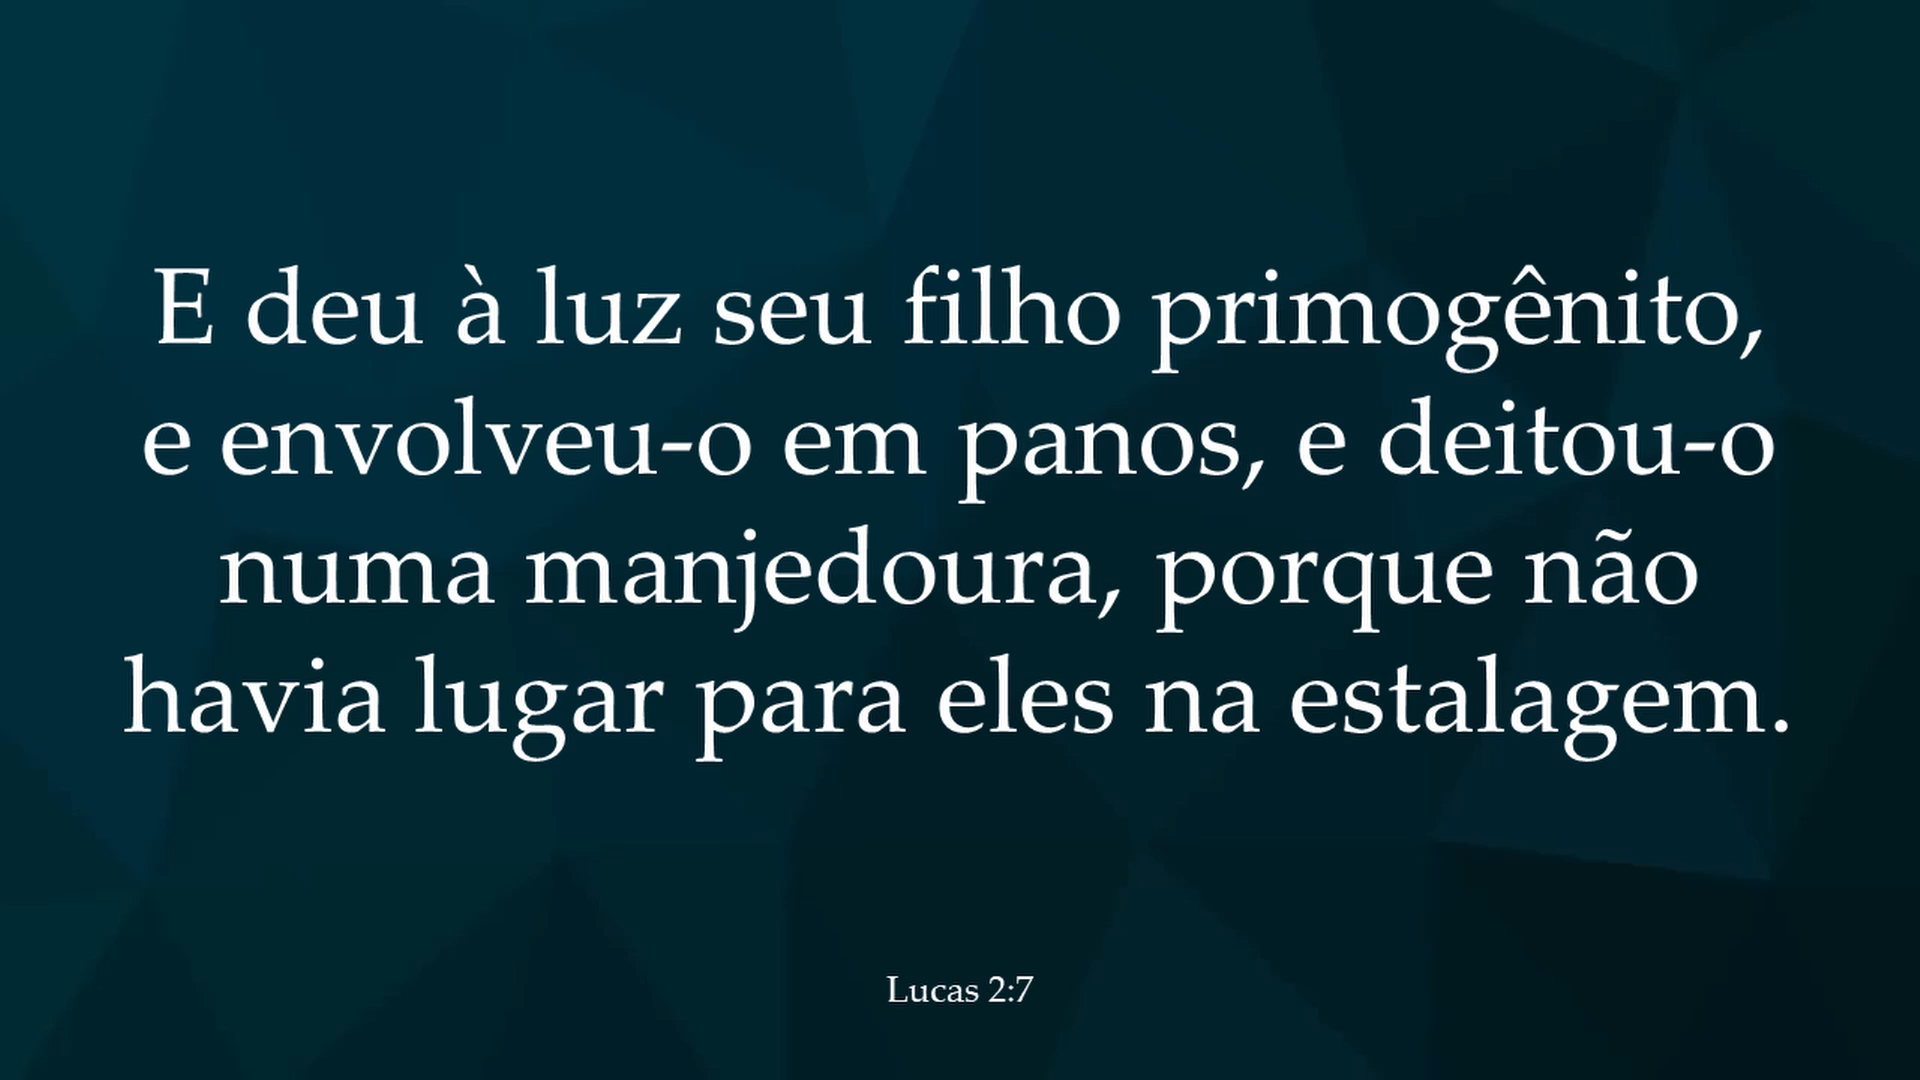 E deu à luz seu filho primogênito,
e envolveu-o em panos, e deitou-o
numa manjedoura, porque não
havia lugar para eles na estalagem.
Lucas 2:7